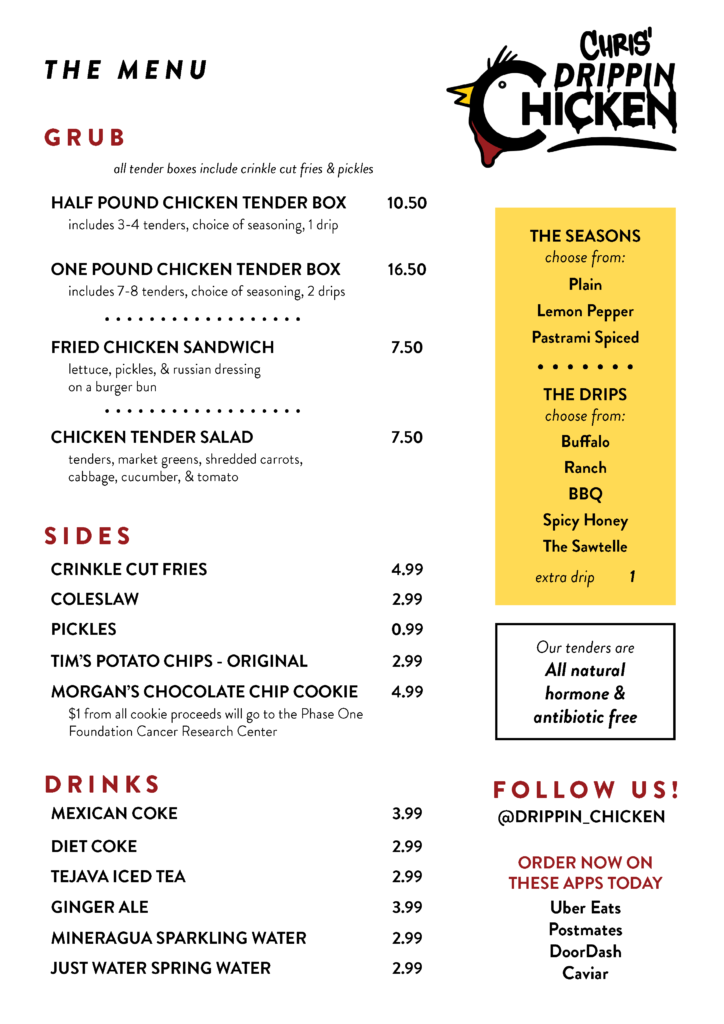 THE MENU
CHRIS'
DRIPPIN
CHICKEN
GRUB
all tender boxes include crinkle cut fries & pickles
HALF POUND CHICKEN TENDER BOX 10.50
includes 3-4 tenders, choice of seasoning, 1 drip
ONE POUND CHICKEN TENDER BOX 16.50
includes 7-8 tenders, choice of seasoning, 2 drips
FRIED CHICKEN SANDWICH 7.50
lettuce, pickles, & russian dressing
on a burger bun
CHICKEN TENDER SALAD 7.50
tenders, market greens, shredded carrots,
cabbage, cucumber, & tomato
SIDES
CRINKLE CUT FRIES 4.99
COLESLAW 2.99
PICKLES 0.99
TIM'S POTATO CHIPS - ORIGINAL 2.99
MORGAN'S CHOCOLATE CHIP COOKIE 4.99
$1 from all cookie proceeds will go to the Phase One
Foundation Cancer Research Center
DRINKS
MEXICAN COKE 3.99
DIET COKE 2.99
TEJAVA ICED TEA 2.99
GINGER ALE 3.99
MINERAGUA SPARKLING WATER 2.99
JUST WATER SPRING WATER 2.99
THE SEASONS
choose from:
Plain
Lemon Pepper
Pastrami Spiced
THE DRIPS
choose from:
Buffalo
Ranch
BBQ
Spicy Honey
The Sawtelle
extra drip 1
Our tenders are
All natural
hormone &
antibiotic free
FOLLOW US!
@DRIPPIN_CHICKEN
ORDER NOW ON
THESE APPS TODAY
Uber Eats
Postmates
DoorDash
Caviar